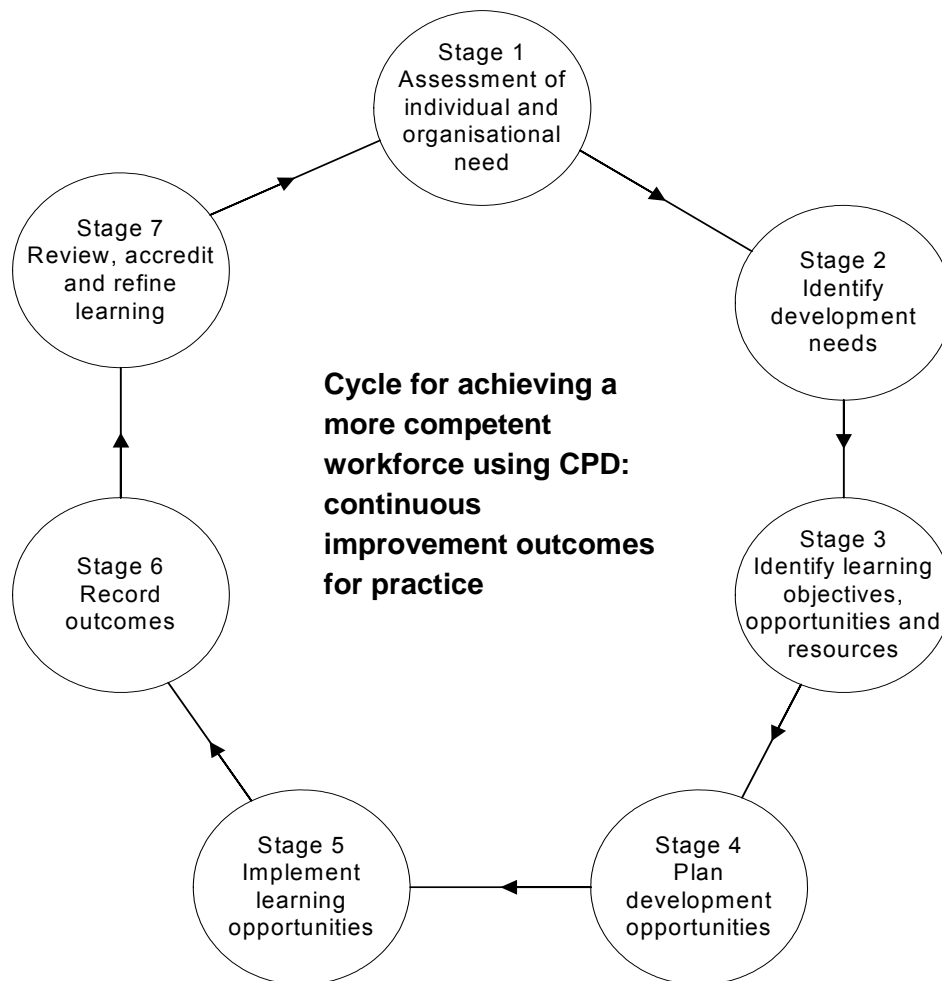 Stage 1
Assessment of
individual and
organisational
need
Stage 2
Identify
development
needs
Stage 3
Identify learning
objectives,
opportunities and
resources
Stage 4
Plan
development
opportunities
Stage 5
Implement
learning
opportunities
Stage 6
Record
outcomes
Stage 7
Review, accredit
and refine
learning
Cycle for achieving a
more competent
workforce using CPD:
continuous
improvement outcomes
for practice